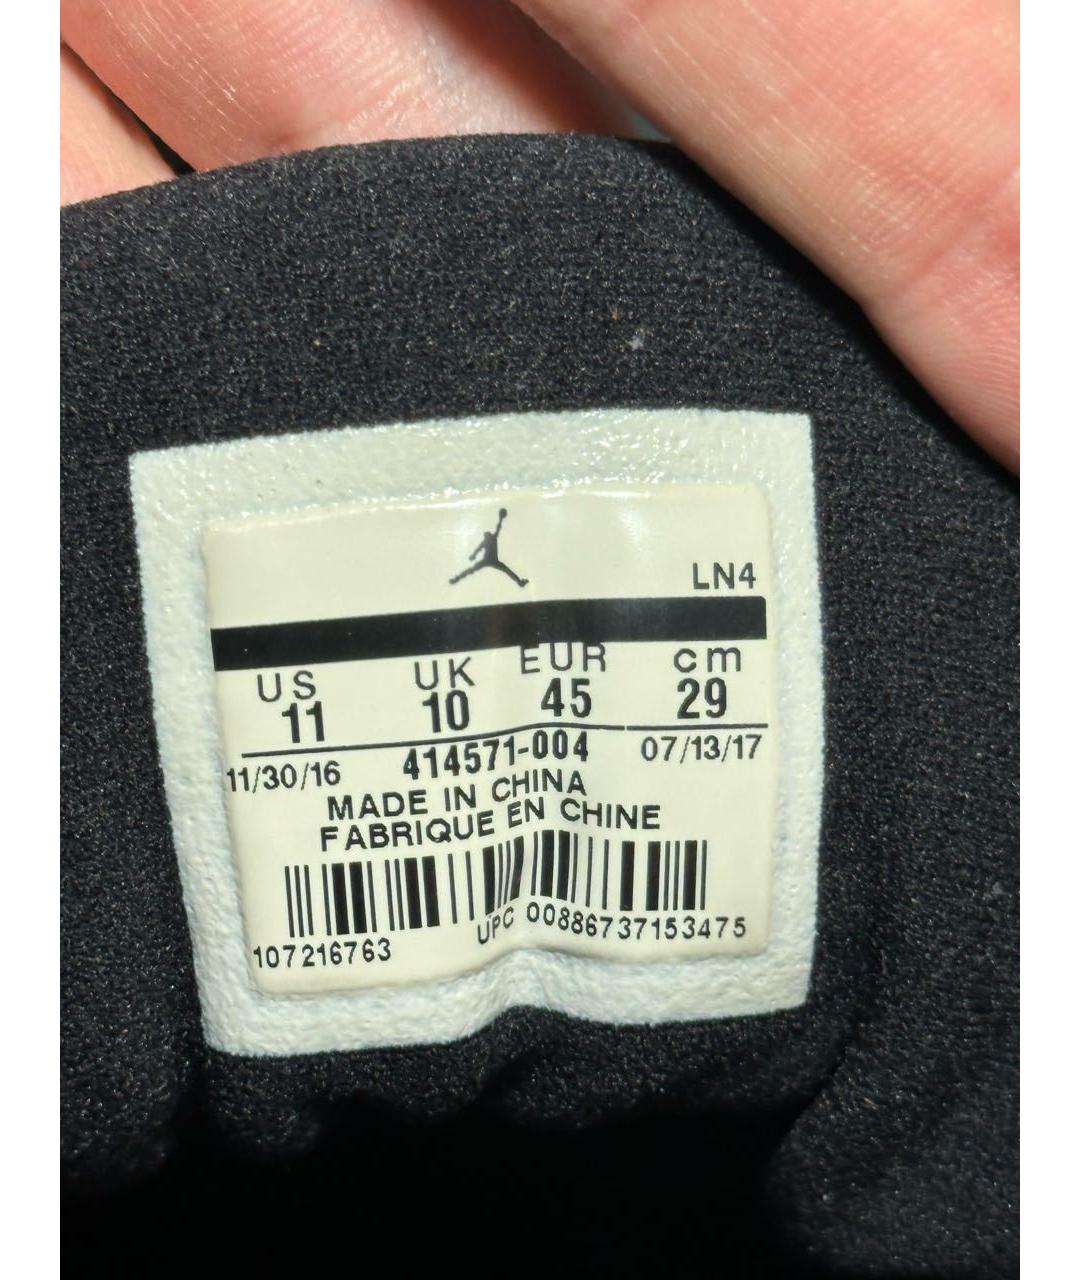 LN4
US UK EUR cm
11 10 45 29
11/30/16 414571-004 07/13/17
MADE IN CHINA
FABRIQUE EN CHINE
107216763 UPC 00886737153475